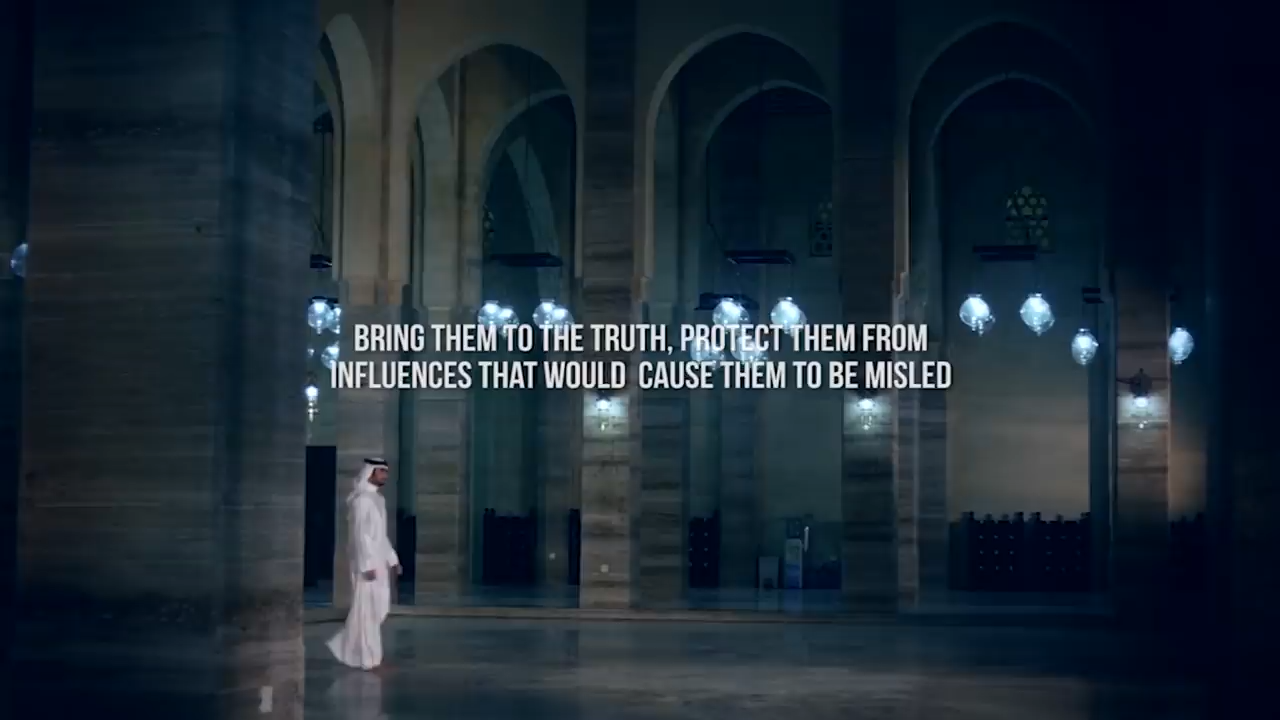 BRING THEM TO THE TRUTH, PROTECT THEM FROM
INFLUENCES THAT WOULD CAUSE THEM TO BE MISLED